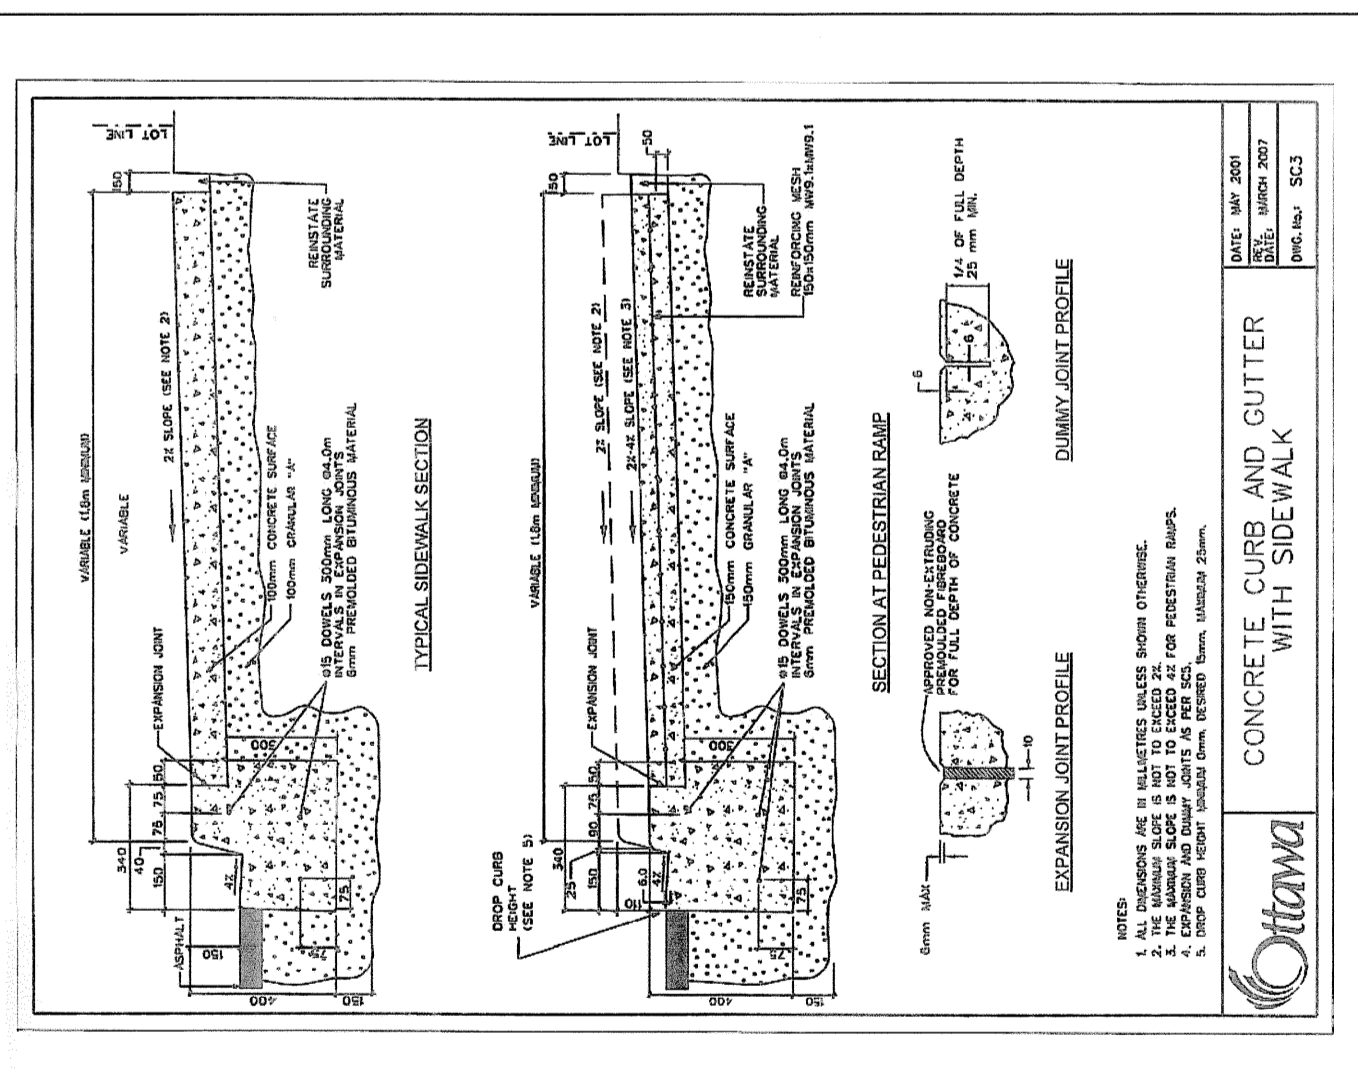 LOT LINE
150
VARIABLE (1.8m MINIMUM)
VARIABLE
2% SLOPE (SEE NOTE 2)
REINSTATE
SURROUNDING
MATERIAL
100mm CONCRETE SURFACE
100mm GRANULAR "A"
EXPANSION JOINT
Ø15 DOWELS 500mm LONG @4.0m
INTERVALS IN EXPANSION JOINTS
6mm PREMOLDED BITUMINOUS MATERIAL
340
40
150
75
75
50
300
4%
75
75
ASPHALT
150
400
150
TYPICAL SIDEWALK SECTION
LOT LINE
150
50
VARIABLE (1.8m MINIMUM)
2% SLOPE (SEE NOTE 2)
2%-4% SLOPE (SEE NOTE 3)
REINSTATE
SURROUNDING
MATERIAL
REINFORCING MESH
150x150mm MW9.1xMW9.1
150mm CONCRETE SURFACE
150mm GRANULAR "A"
EXPANSION JOINT
Ø15 DOWELS 500mm LONG @4.0m
INTERVALS IN EXPANSION JOINTS
6mm PREMOLDED BITUMINOUS MATERIAL
DROP CURB
HEIGHT
(SEE NOTE 5)
340
25
150
90
75
50
300
6.0
4%
110
75
75
400
150
SECTION AT PEDESTRIAN RAMP
APPROVED NON-EXTRUDING
PREMOULDED FIBREBOARD
FOR FULL DEPTH OF CONCRETE
6mm MAX
10
EXPANSION JOINT PROFILE
6
6
1/4 OF FULL DEPTH
25 mm MIN.
DUMMY JOINT PROFILE
NOTES:
1. ALL DIMENSIONS ARE IN MILLIMETRES UNLESS SHOWN OTHERWISE.
2. THE MAXIMUM SLOPE IS NOT TO EXCEED 2%.
3. THE MAXIMUM SLOPE IS NOT TO EXCEED 4% FOR PEDESTRIAN RAMPS.
4. EXPANSION AND DUMMY JOINTS AS PER SC5.
5. DROP CURB HEIGHT MINIMUM 0mm, DESIRED 15mm, MAXIMUM 25mm.
Ottawa
CONCRETE CURB AND GUTTER
WITH SIDEWALK
DATE: MAY 2001
REV.
DATE: MARCH 2007
DWG. No.: SC3